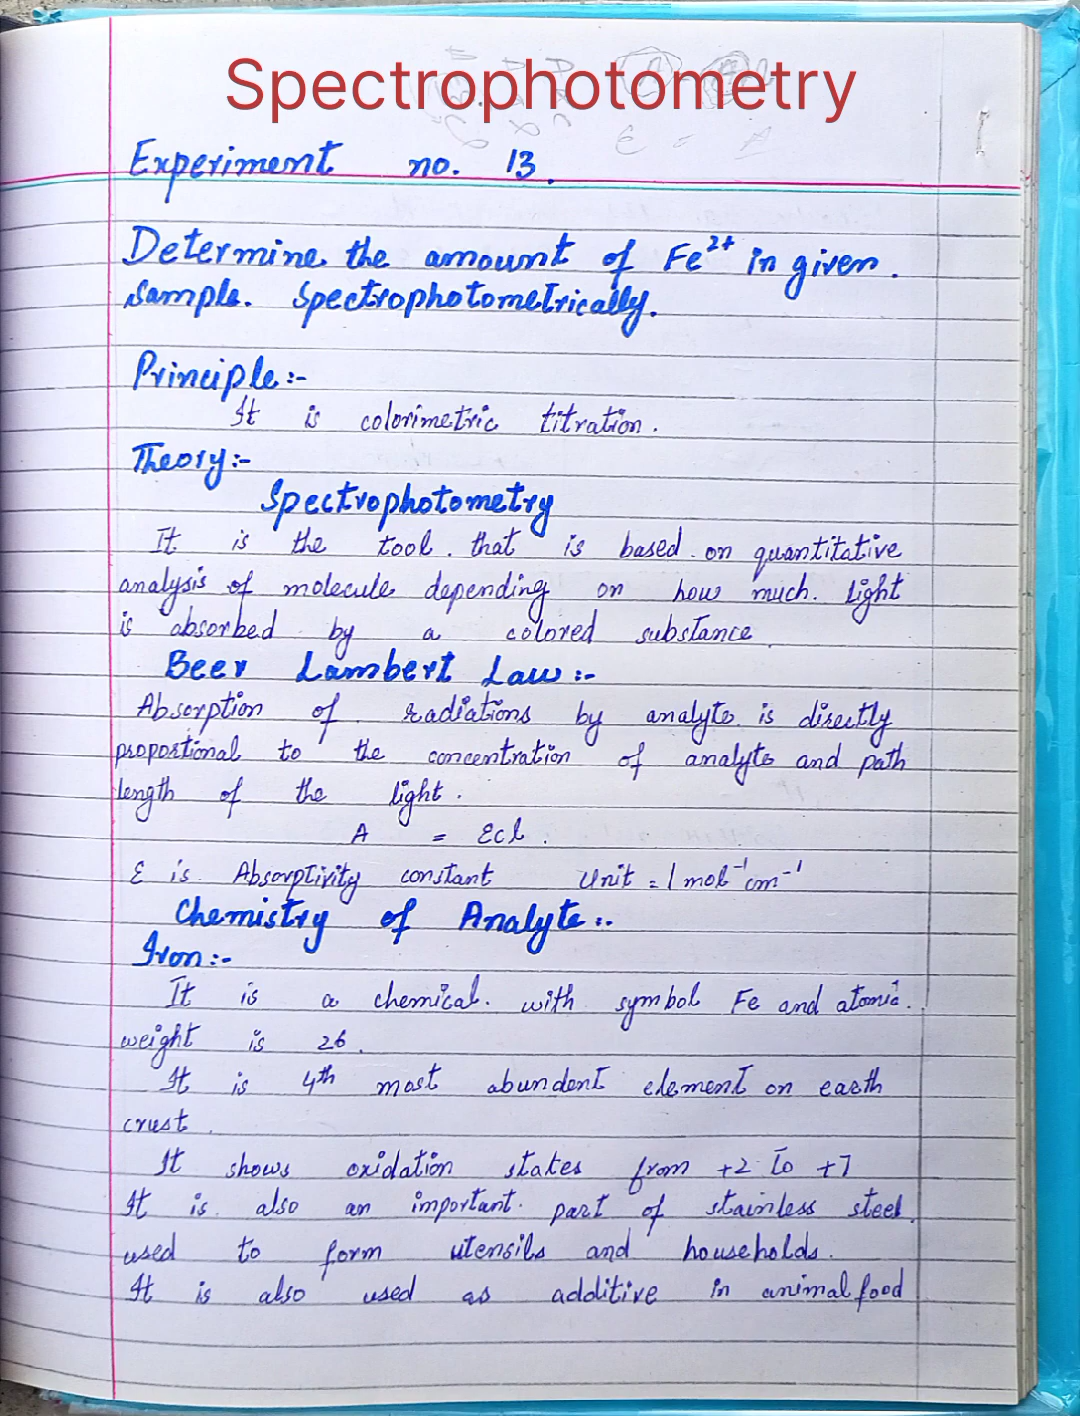 Spectrophotometry
Experiment no. 13.
Determine the amount of Fe²⁺ in given.
sample. Spectrophotometrically.
Principle:-
It is colorimetric titration.
Theory:-
Spectrophotometry
It is the tool. that is based on quantitative
analysis of molecule depending on how much. light
is absorbed by a colored substance
Beer Lambert Law:-
Absorption of radiations by analyte is directly
proportional to the concentration of analyte and path
length of the light.
A = Ɛcl.
Ɛ is Absorptivity constant Unit = l mol⁻¹ cm⁻¹
Chemistry of Analyte:-
Iron:-
It is a chemical. with symbol Fe and atomic.
weight is 26.
It is 4th most abundent element on earth
crust.
It shows oxidation states from +2 to +7
It is also an important. part of stainless steel.
used to form utensils and households.
It is also used as additive in animal food